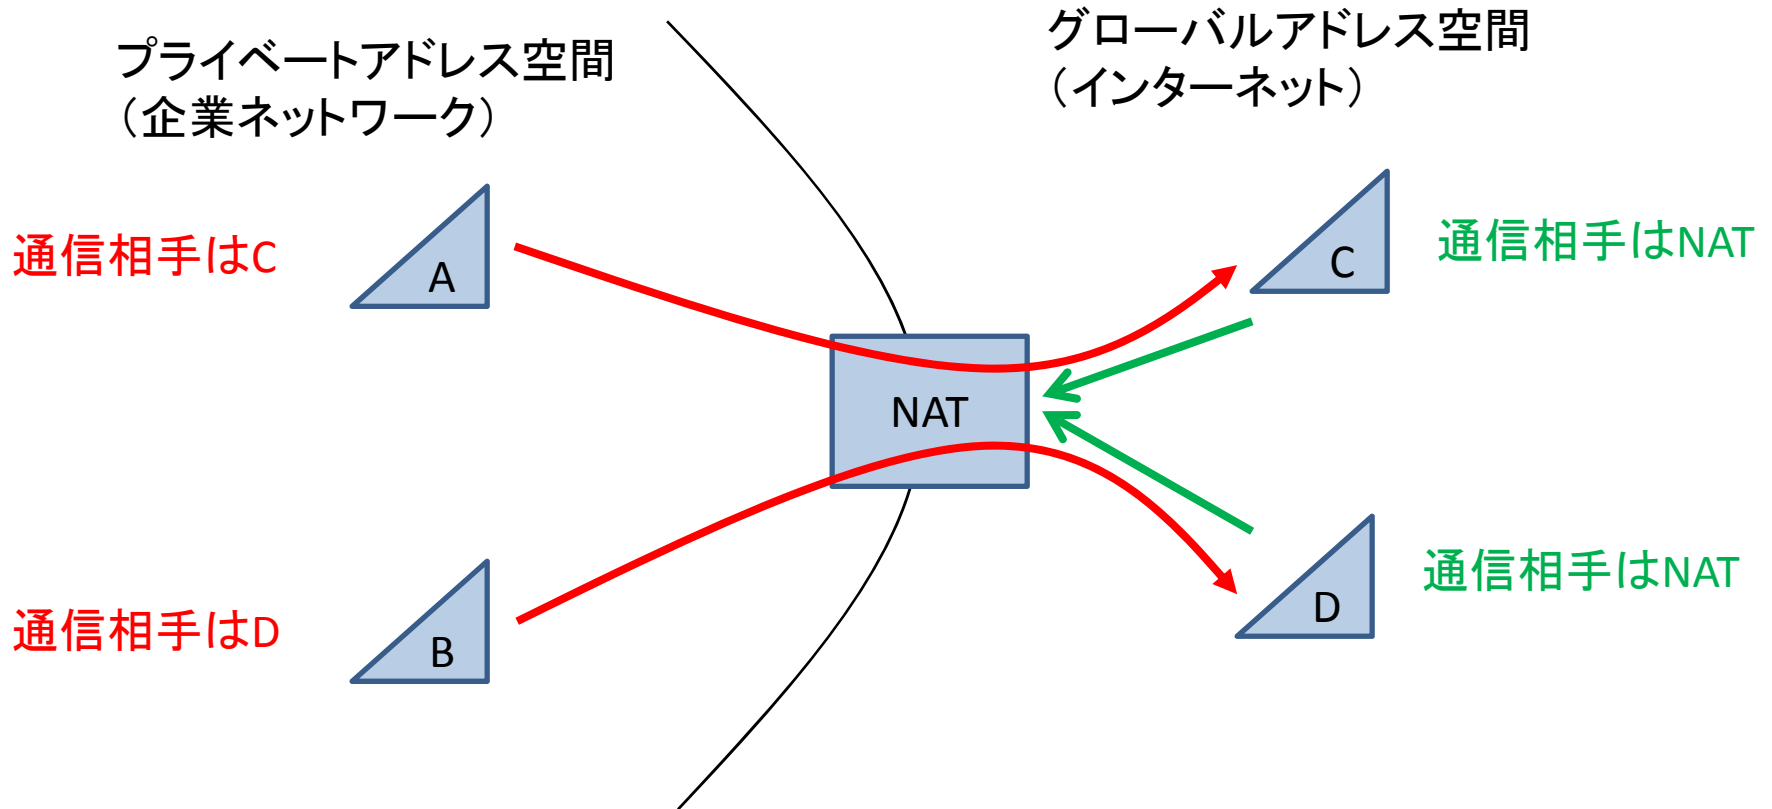 プライベートアドレス空間
（企業ネットワーク）
グローバルアドレス空間
（インターネット）
通信相手はC
A
C
通信相手はNAT
NAT
通信相手はD
B
D
通信相手はNAT